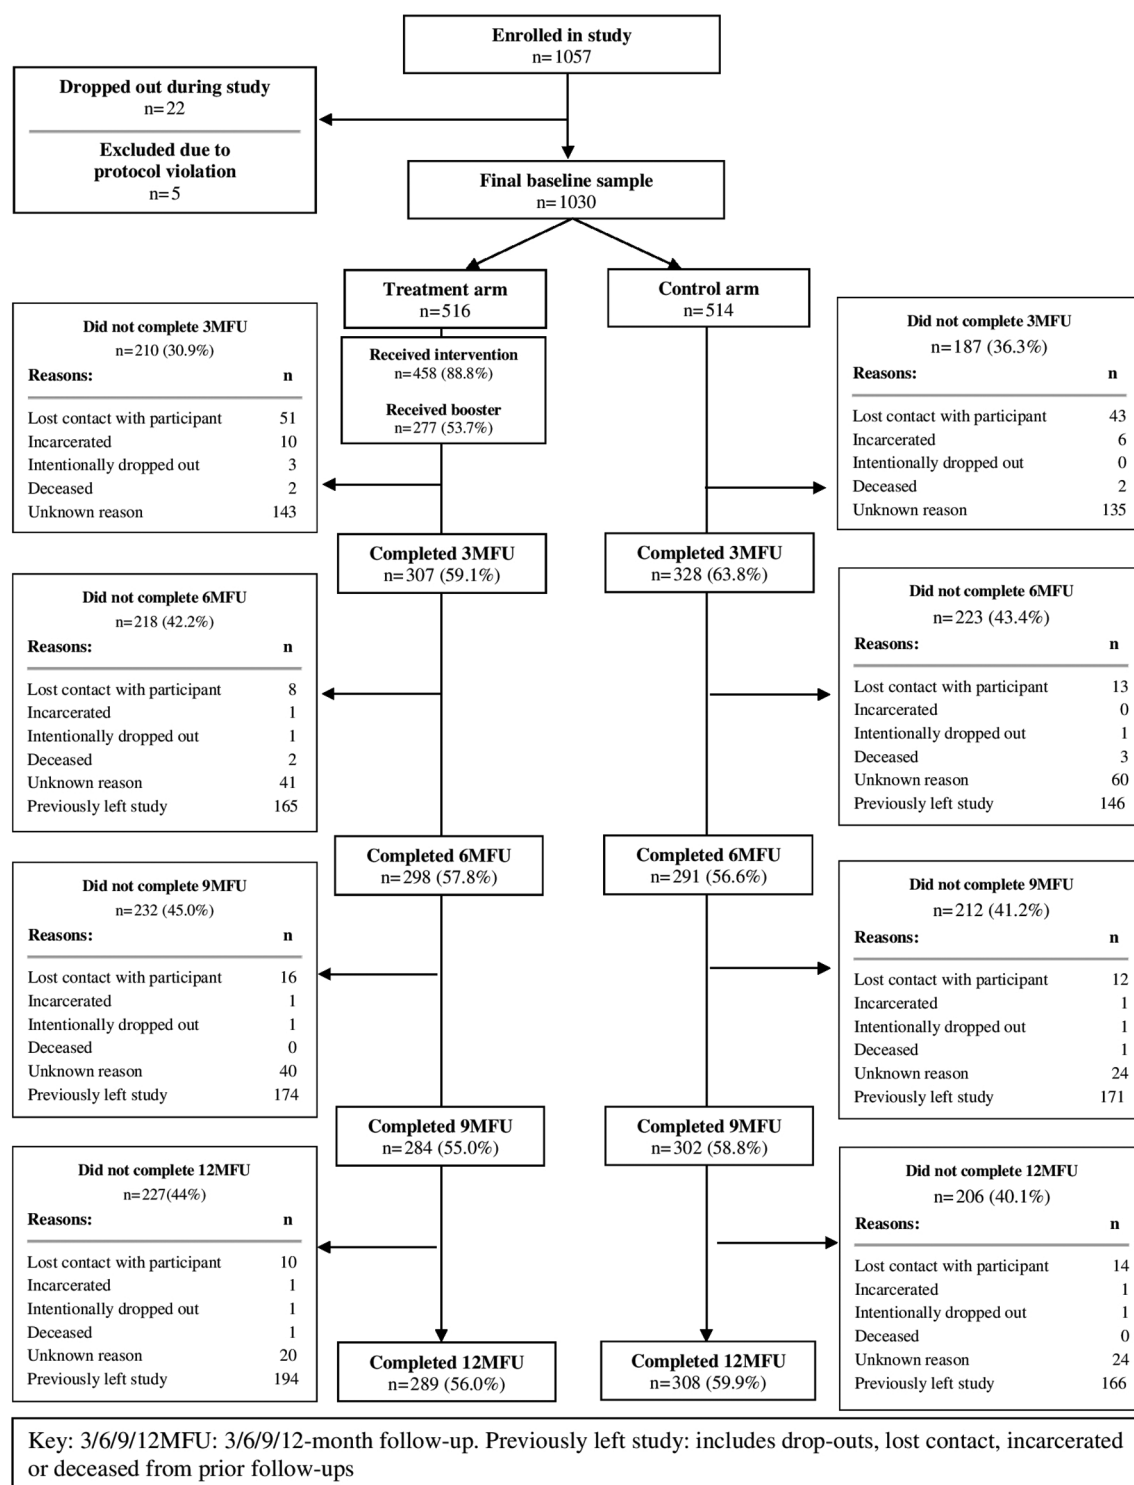 Enrolled in study
n=1057
Dropped out during study
n=22
Excluded due to
protocol violation
n=5
Final baseline sample
n=1030
Treatment arm
n=516
Control arm
n=514
Received intervention
n=458 (88.8%)
Received booster
n=277 (53.7%)
Did not complete 3MFU
n=210 (30.9%)
Reasons: n
Lost contact with participant 51
Incarcerated 10
Intentionally dropped out 3
Deceased 2
Unknown reason 143
Did not complete 3MFU
n=187 (36.3%)
Reasons: n
Lost contact with participant 43
Incarcerated 6
Intentionally dropped out 0
Deceased 2
Unknown reason 135
Completed 3MFU
n=307 (59.1%)
Completed 3MFU
n=328 (63.8%)
Did not complete 6MFU
n=218 (42.2%)
Reasons: n
Lost contact with participant 8
Incarcerated 1
Intentionally dropped out 1
Deceased 2
Unknown reason 41
Previously left study 165
Did not complete 6MFU
n=223 (43.4%)
Reasons: n
Lost contact with participant 13
Incarcerated 0
Intentionally dropped out 1
Deceased 3
Unknown reason 60
Previously left study 146
Completed 6MFU
n=298 (57.8%)
Completed 6MFU
n=291 (56.6%)
Did not complete 9MFU
n=232 (45.0%)
Reasons: n
Lost contact with participant 16
Incarcerated 1
Intentionally dropped out 1
Deceased 0
Unknown reason 40
Previously left study 174
Did not complete 9MFU
n=212 (41.2%)
Reasons: n
Lost contact with participant 12
Incarcerated 1
Intentionally dropped out 1
Deceased 1
Unknown reason 24
Previously left study 171
Completed 9MFU
n=284 (55.0%)
Completed 9MFU
n=302 (58.8%)
Did not complete 12MFU
n=227(44%)
Reasons: n
Lost contact with participant 10
Incarcerated 1
Intentionally dropped out 1
Deceased 1
Unknown reason 20
Previously left study 194
Did not complete 12MFU
n=206 (40.1%)
Reasons: n
Lost contact with participant 14
Incarcerated 1
Intentionally dropped out 1
Deceased 0
Unknown reason 24
Previously left study 166
Completed 12MFU
n=289 (56.0%)
Completed 12MFU
n=308 (59.9%)
Key: 3/6/9/12MFU: 3/6/9/12-month follow-up. Previously left study: includes drop-outs, lost contact, incarcerated
or deceased from prior follow-ups